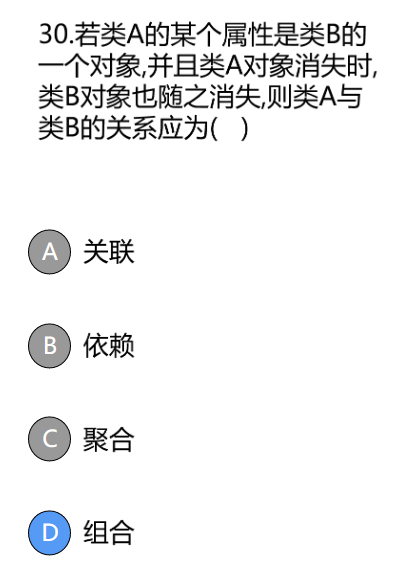 30.若类A的某个属性是类B的
一个对象,并且类A对象消失时,
类B对象也随之消失,则类A与
类B的关系应为(   )
A 关联
B 依赖
C 聚合
D 组合